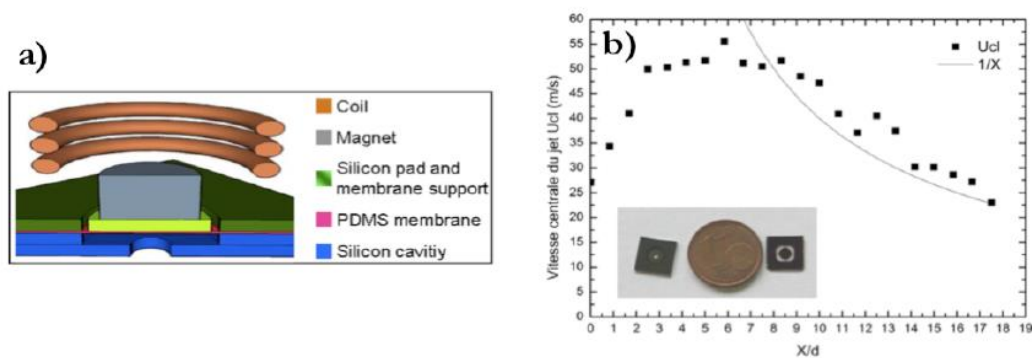 a)
Coil
Magnet
Silicon pad and
membrane support
PDMS membrane
Silicon cavitiy
b)
Ucl
1/X
Vitesse centrale du jet Ucl (m/s)
60
55
50
45
40
35
30
25
20
15
10
5
0
0 1 2 3 4 5 6 7 8 9 10 11 12 13 14 15 16 17 18 19
X/d